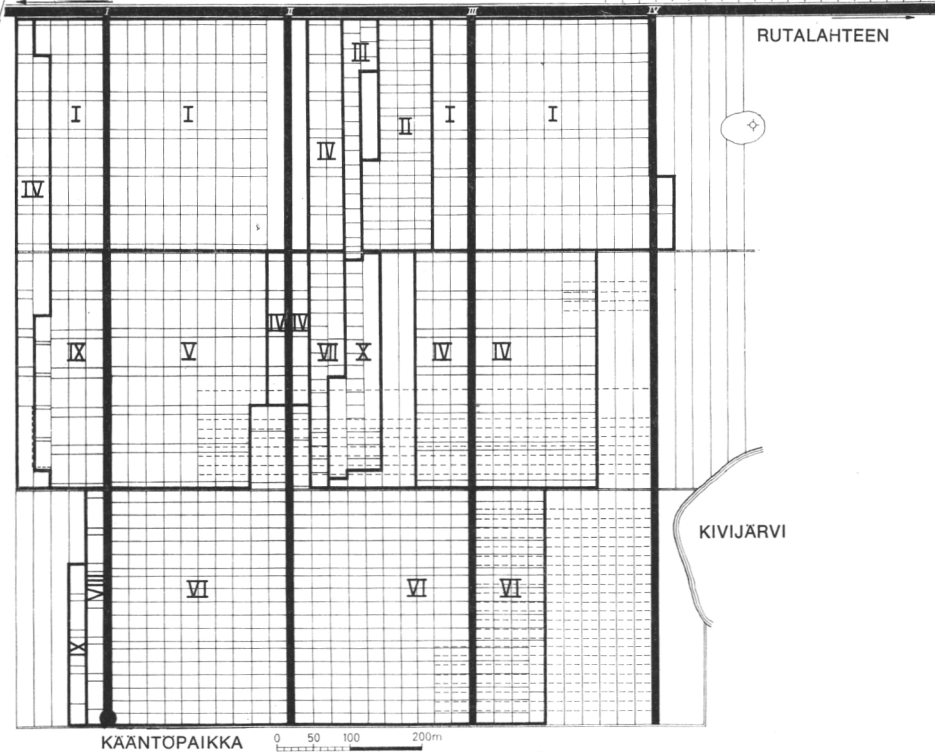 I II III IV
RUTALAHTEEN
III
I I IV II I I
IV
IX V IV IV VII X IV IV
KIVIJÄRVI
VIII VI VI VI
X
KÄÄNTÖPAIKKA
0 50 100 200m